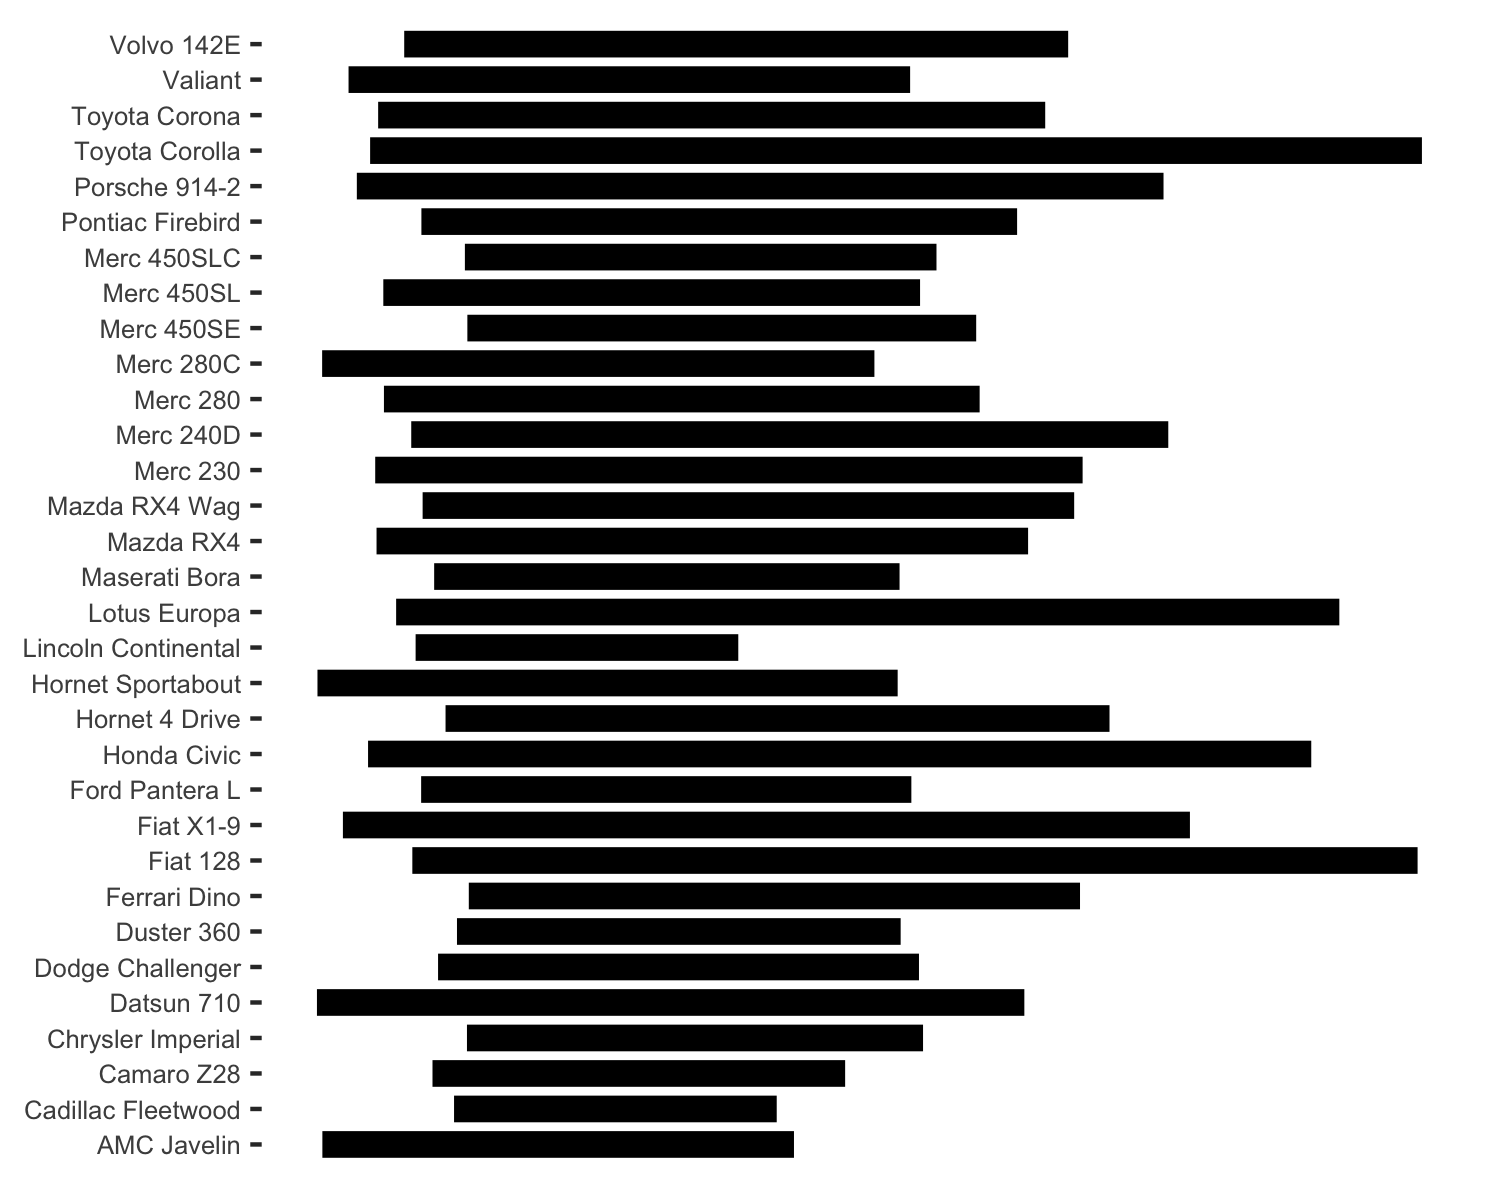 Volvo 142E
Valiant
Toyota Corona
Toyota Corolla
Porsche 914-2
Pontiac Firebird
Merc 450SLC
Merc 450SL
Merc 450SE
Merc 280C
Merc 280
Merc 240D
Merc 230
Mazda RX4 Wag
Mazda RX4
Maserati Bora
Lotus Europa
Lincoln Continental
Hornet Sportabout
Hornet 4 Drive
Honda Civic
Ford Pantera L
Fiat X1-9
Fiat 128
Ferrari Dino
Duster 360
Dodge Challenger
Datsun 710
Chrysler Imperial
Camaro Z28
Cadillac Fleetwood
AMC Javelin